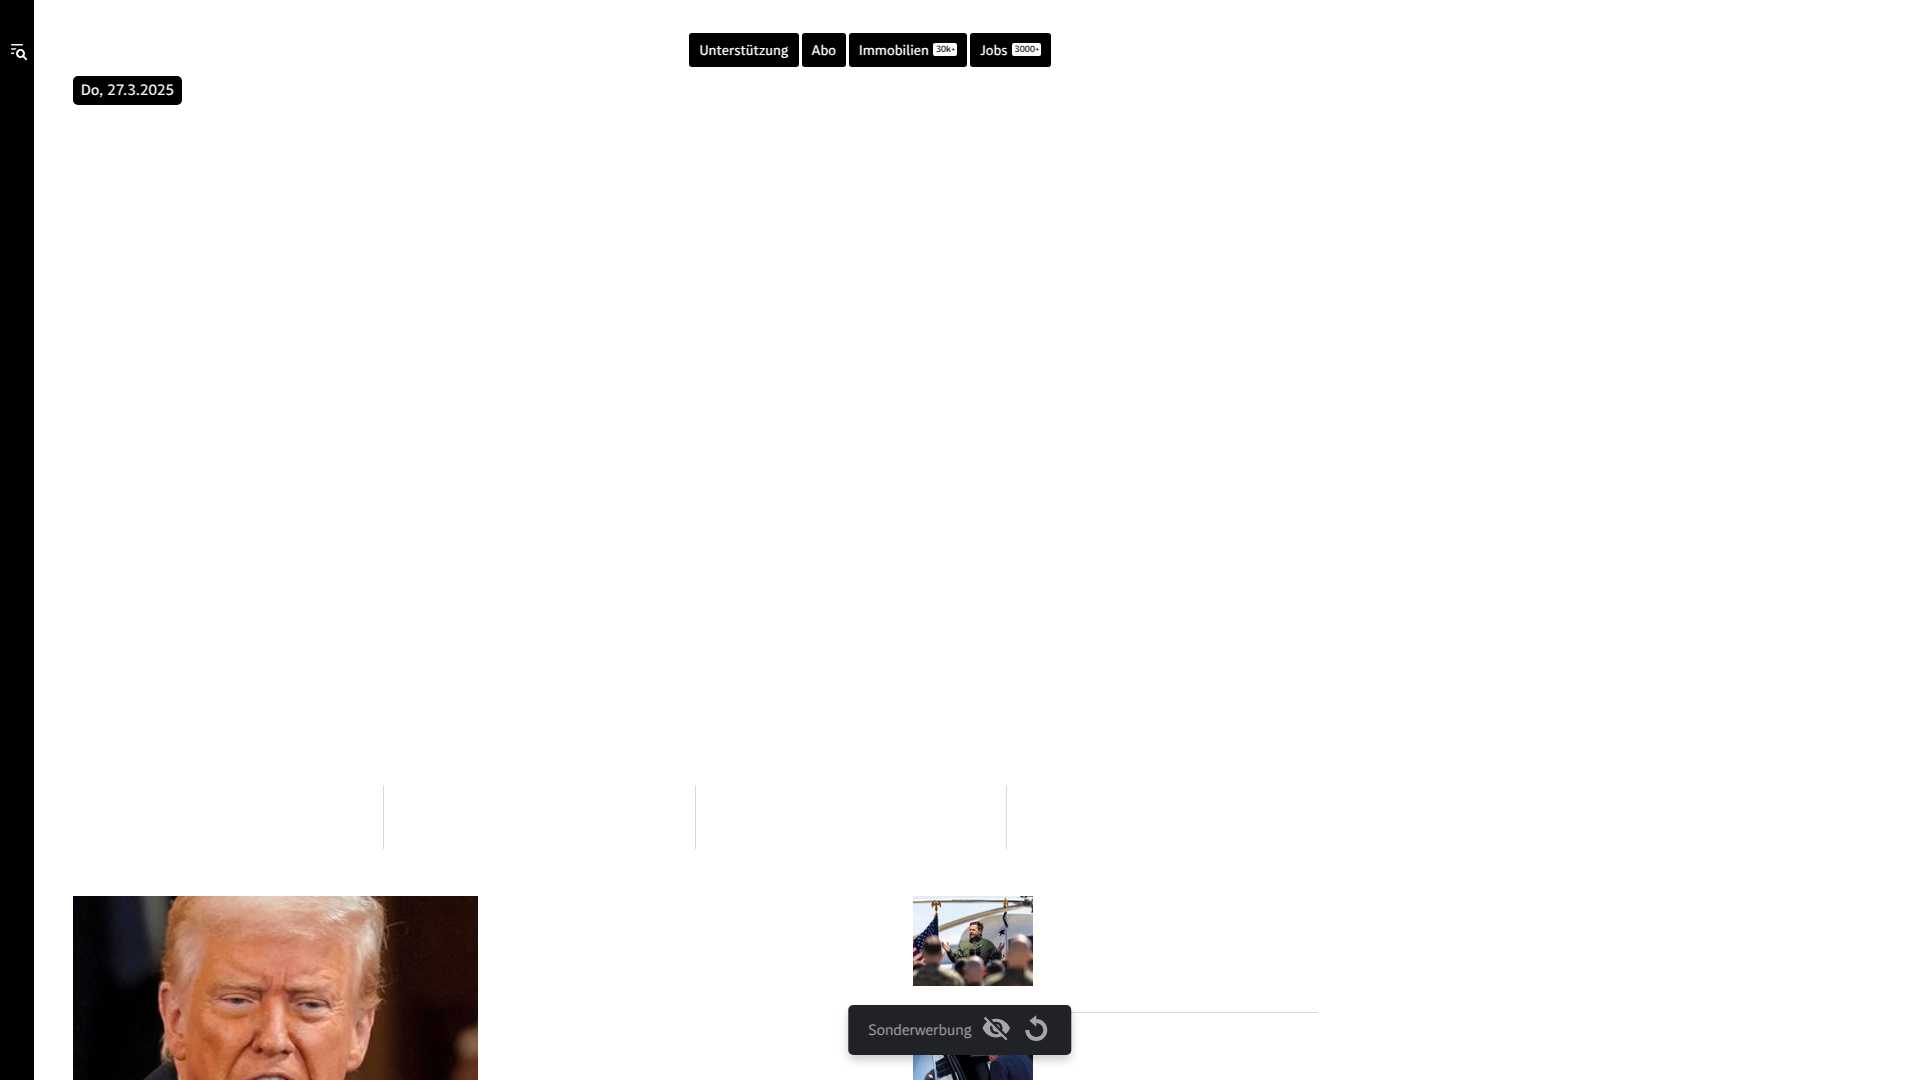 Unterstützung
Abo
Immobilien 30k+
Jobs 3000+
Do, 27.3.2025
Sonderwerbung